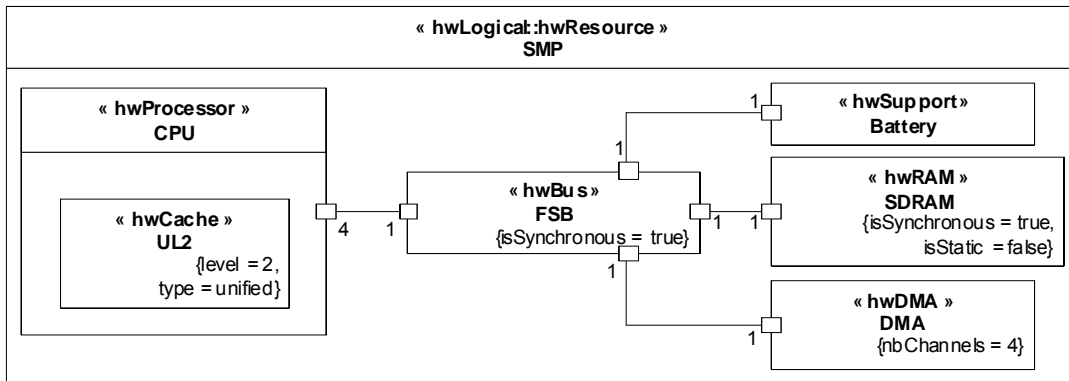 « hwLogical::hwResource »
SMP
« hwProcessor »
CPU
« hwCache »
UL2
{level = 2,
type = unified}
4
1
« hwBus »
FSB
{isSynchronous = true}
1
1
1
1
« hwSupport»
Battery
1
« hwRAM »
SDRAM
{isSynchronous = true,
isStatic = false}
1
« hwDMA »
DMA
{nbChannels = 4}